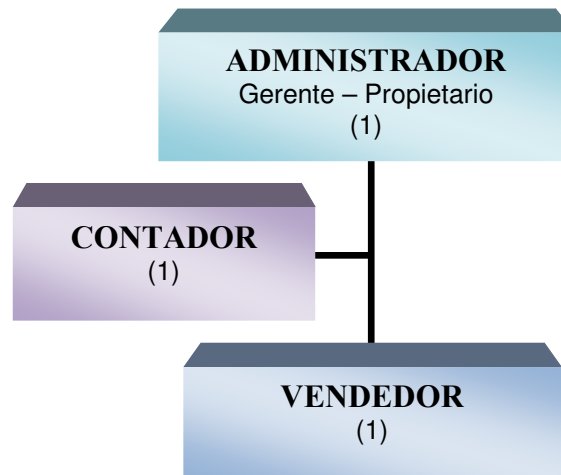 ADMINISTRADOR
Gerente – Propietario
(1)
CONTADOR
(1)
VENDEDOR
(1)